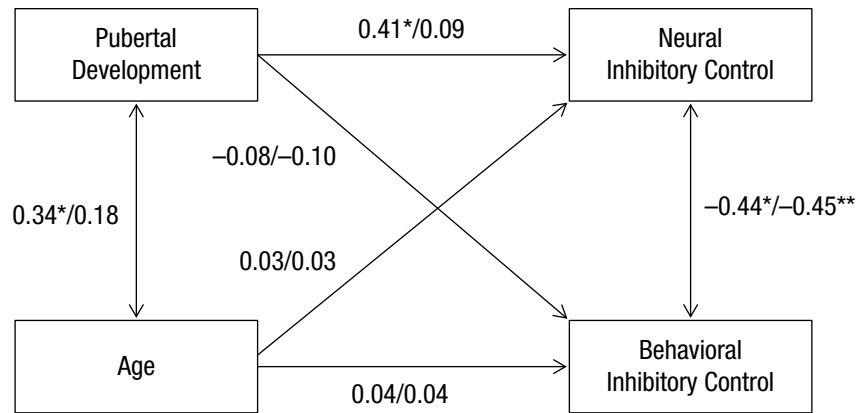 Pubertal
Development
0.41*/0.09
Neural
Inhibitory Control
–0.08/–0.10
0.34*/0.18
–0.44*/–0.45**
0.03/0.03
Age
0.04/0.04
Behavioral
Inhibitory Control